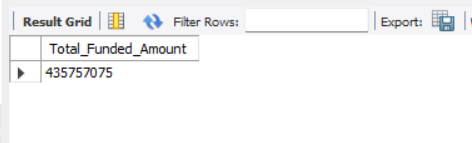 Result Grid Filter Rows: Export:
Total_Funded_Amount
435757075